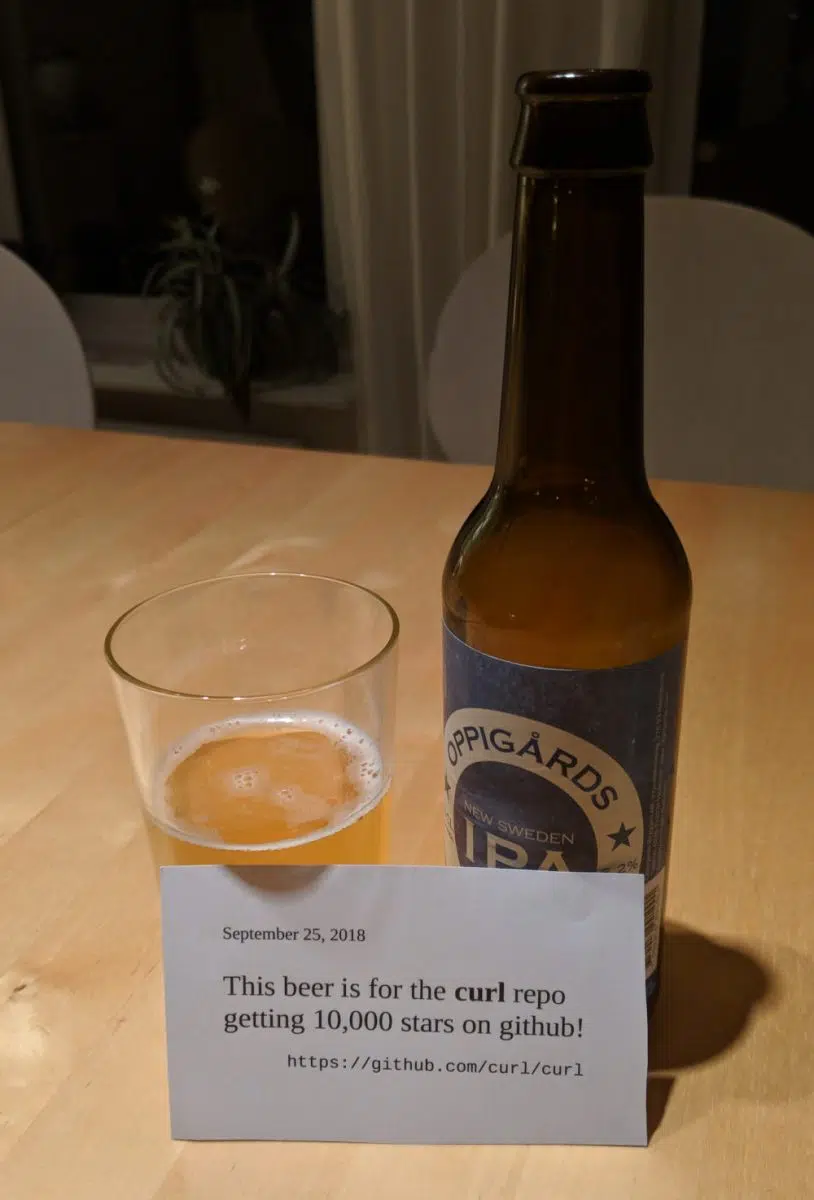 OPPIGÅRDS
NEW SWEDEN
IPA
September 25, 2018
This beer is for the curl repo
getting 10,000 stars on github!
https://github.com/curl/curl